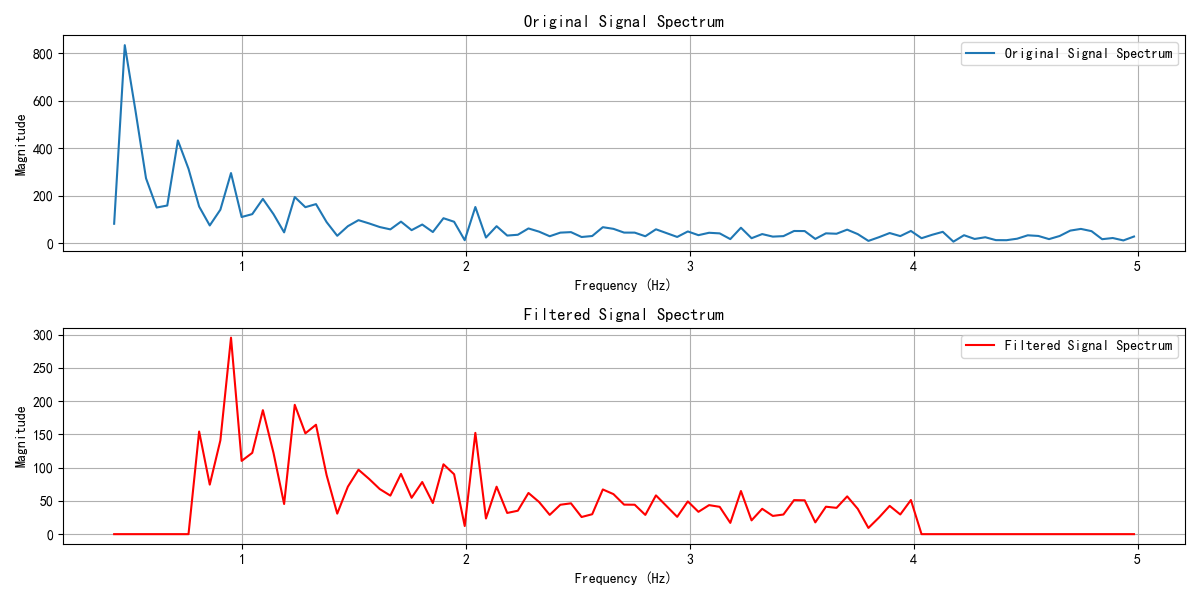 Original Signal Spectrum
Original Signal Spectrum
Magnitude
800
600
400
200
0
1 2 3 4 5
Frequency (Hz)
Filtered Signal Spectrum
Filtered Signal Spectrum
Magnitude
300
250
200
150
100
50
0
1 2 3 4 5
Frequency (Hz)